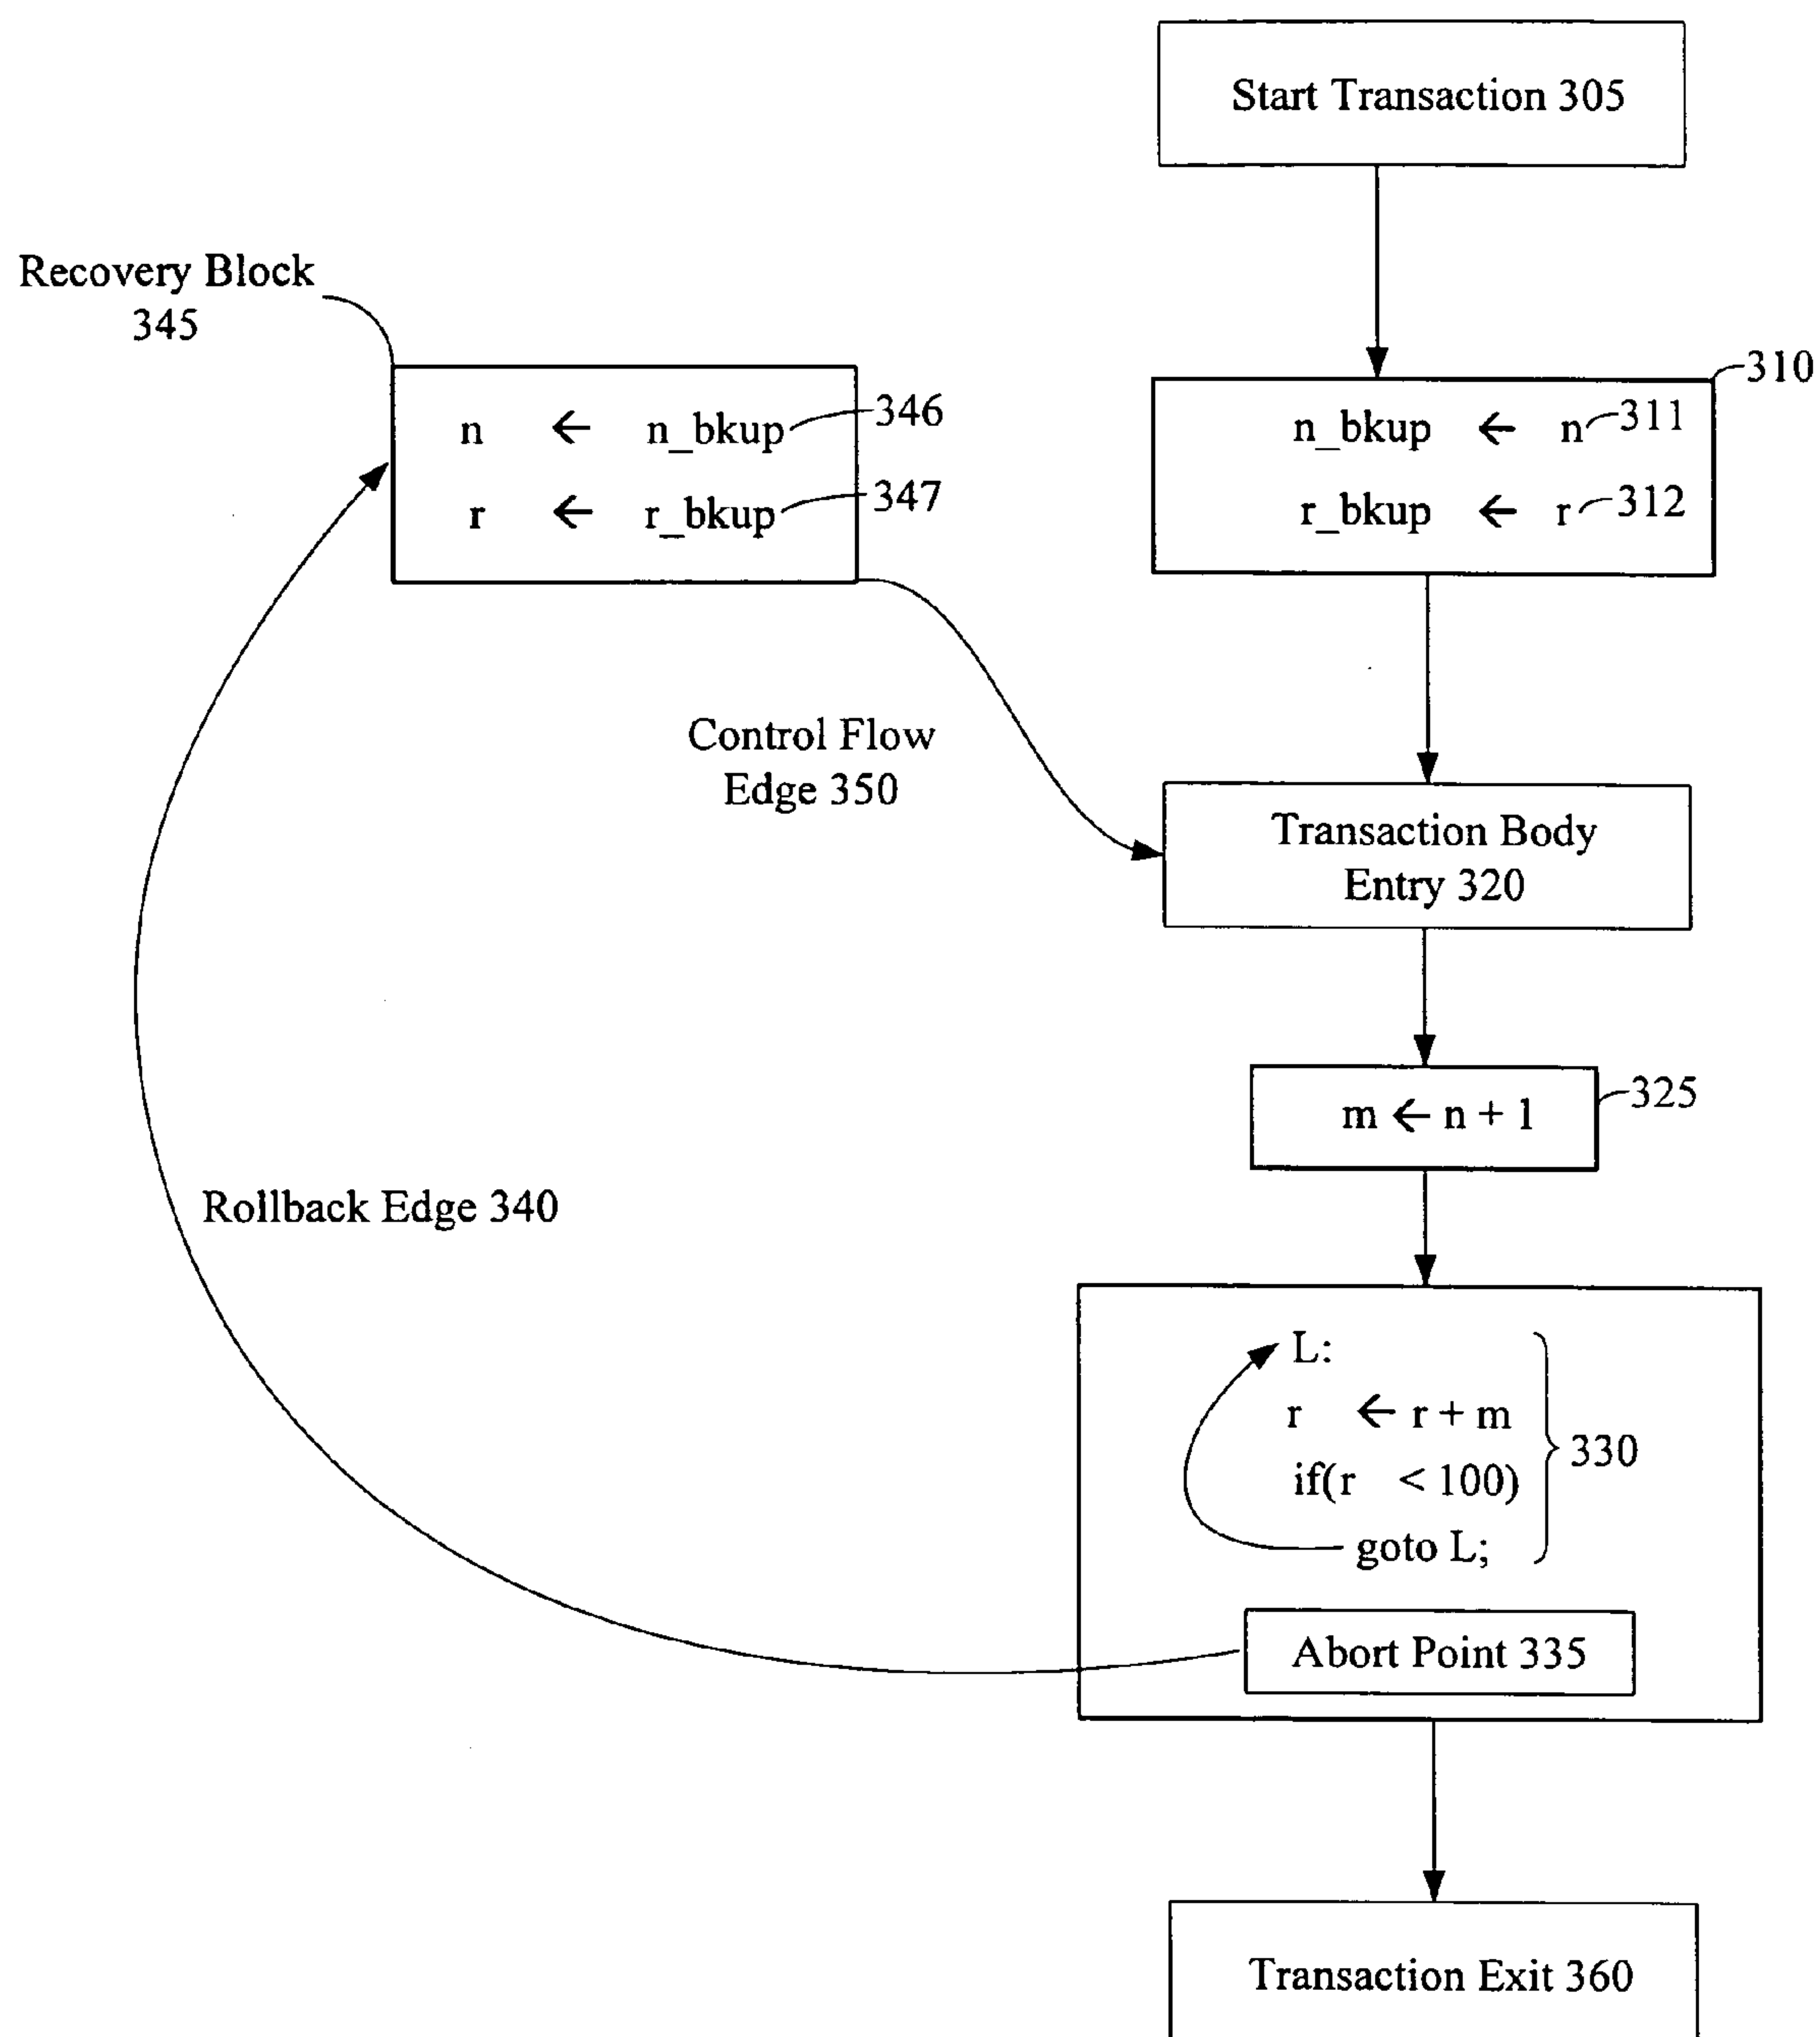 Start Transaction 305
Recovery Block
345
310
n ← n_bkup 346
r ← r_bkup 347
n_bkup ← n 311
r_bkup ← r 312
Control Flow
Edge 350
Transaction Body
Entry 320
m ← n + 1 325
Rollback Edge 340
L:
r ← r + m
if(r < 100)
goto L;
330
Abort Point 335
Transaction Exit 360